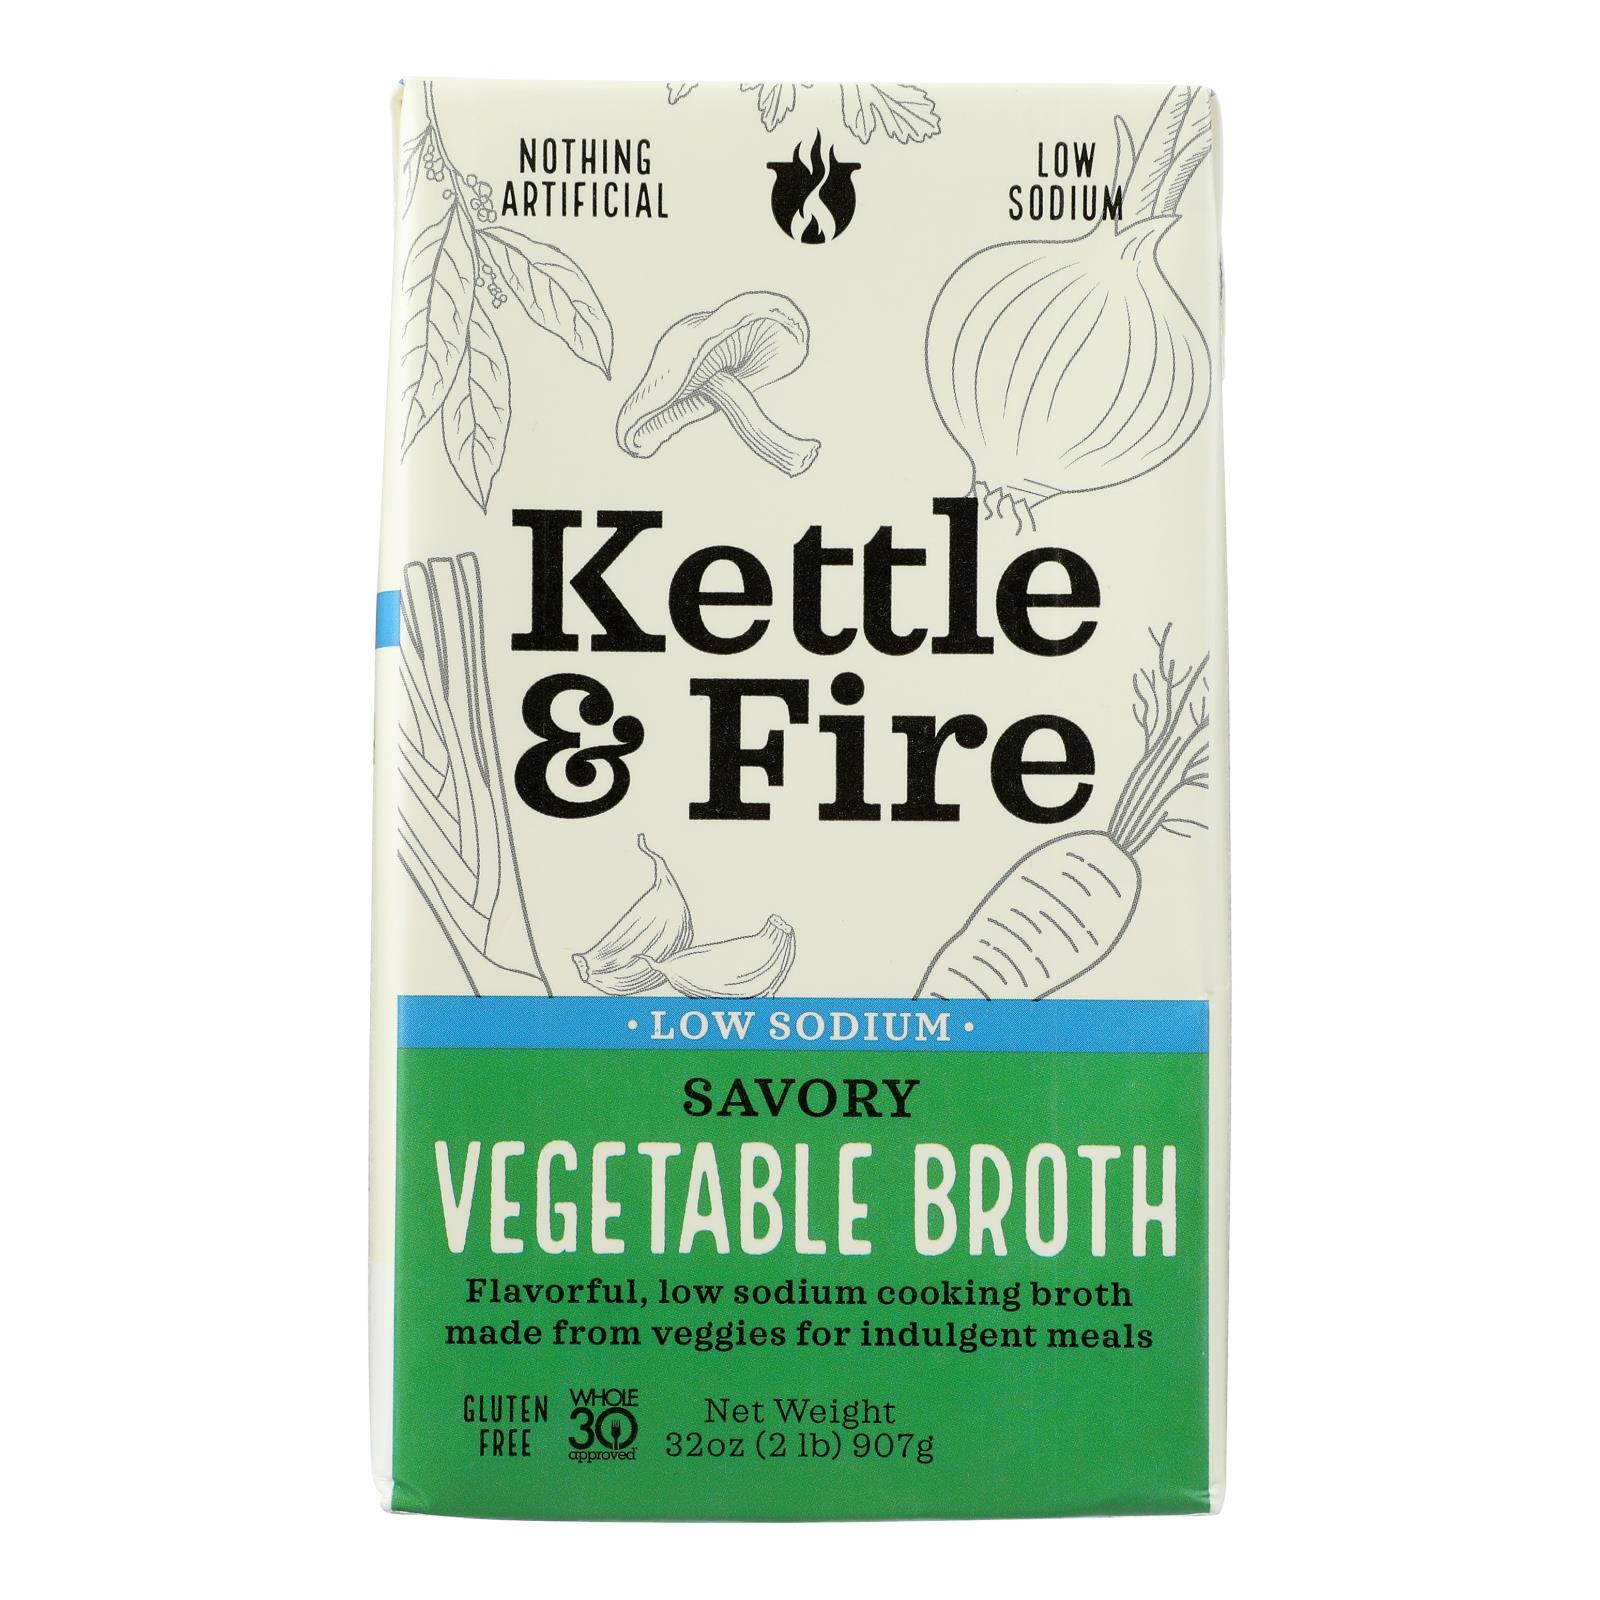 NOTHING
ARTIFICIAL
LOW
SODIUM
Kettle
& Fire
• LOW SODIUM •
SAVORY
VEGETABLE BROTH
Flavorful, low sodium cooking broth
made from veggies for indulgent meals
GLUTEN
FREE
WHOLE
30
approved
Net Weight
32oz (2 lb) 907g